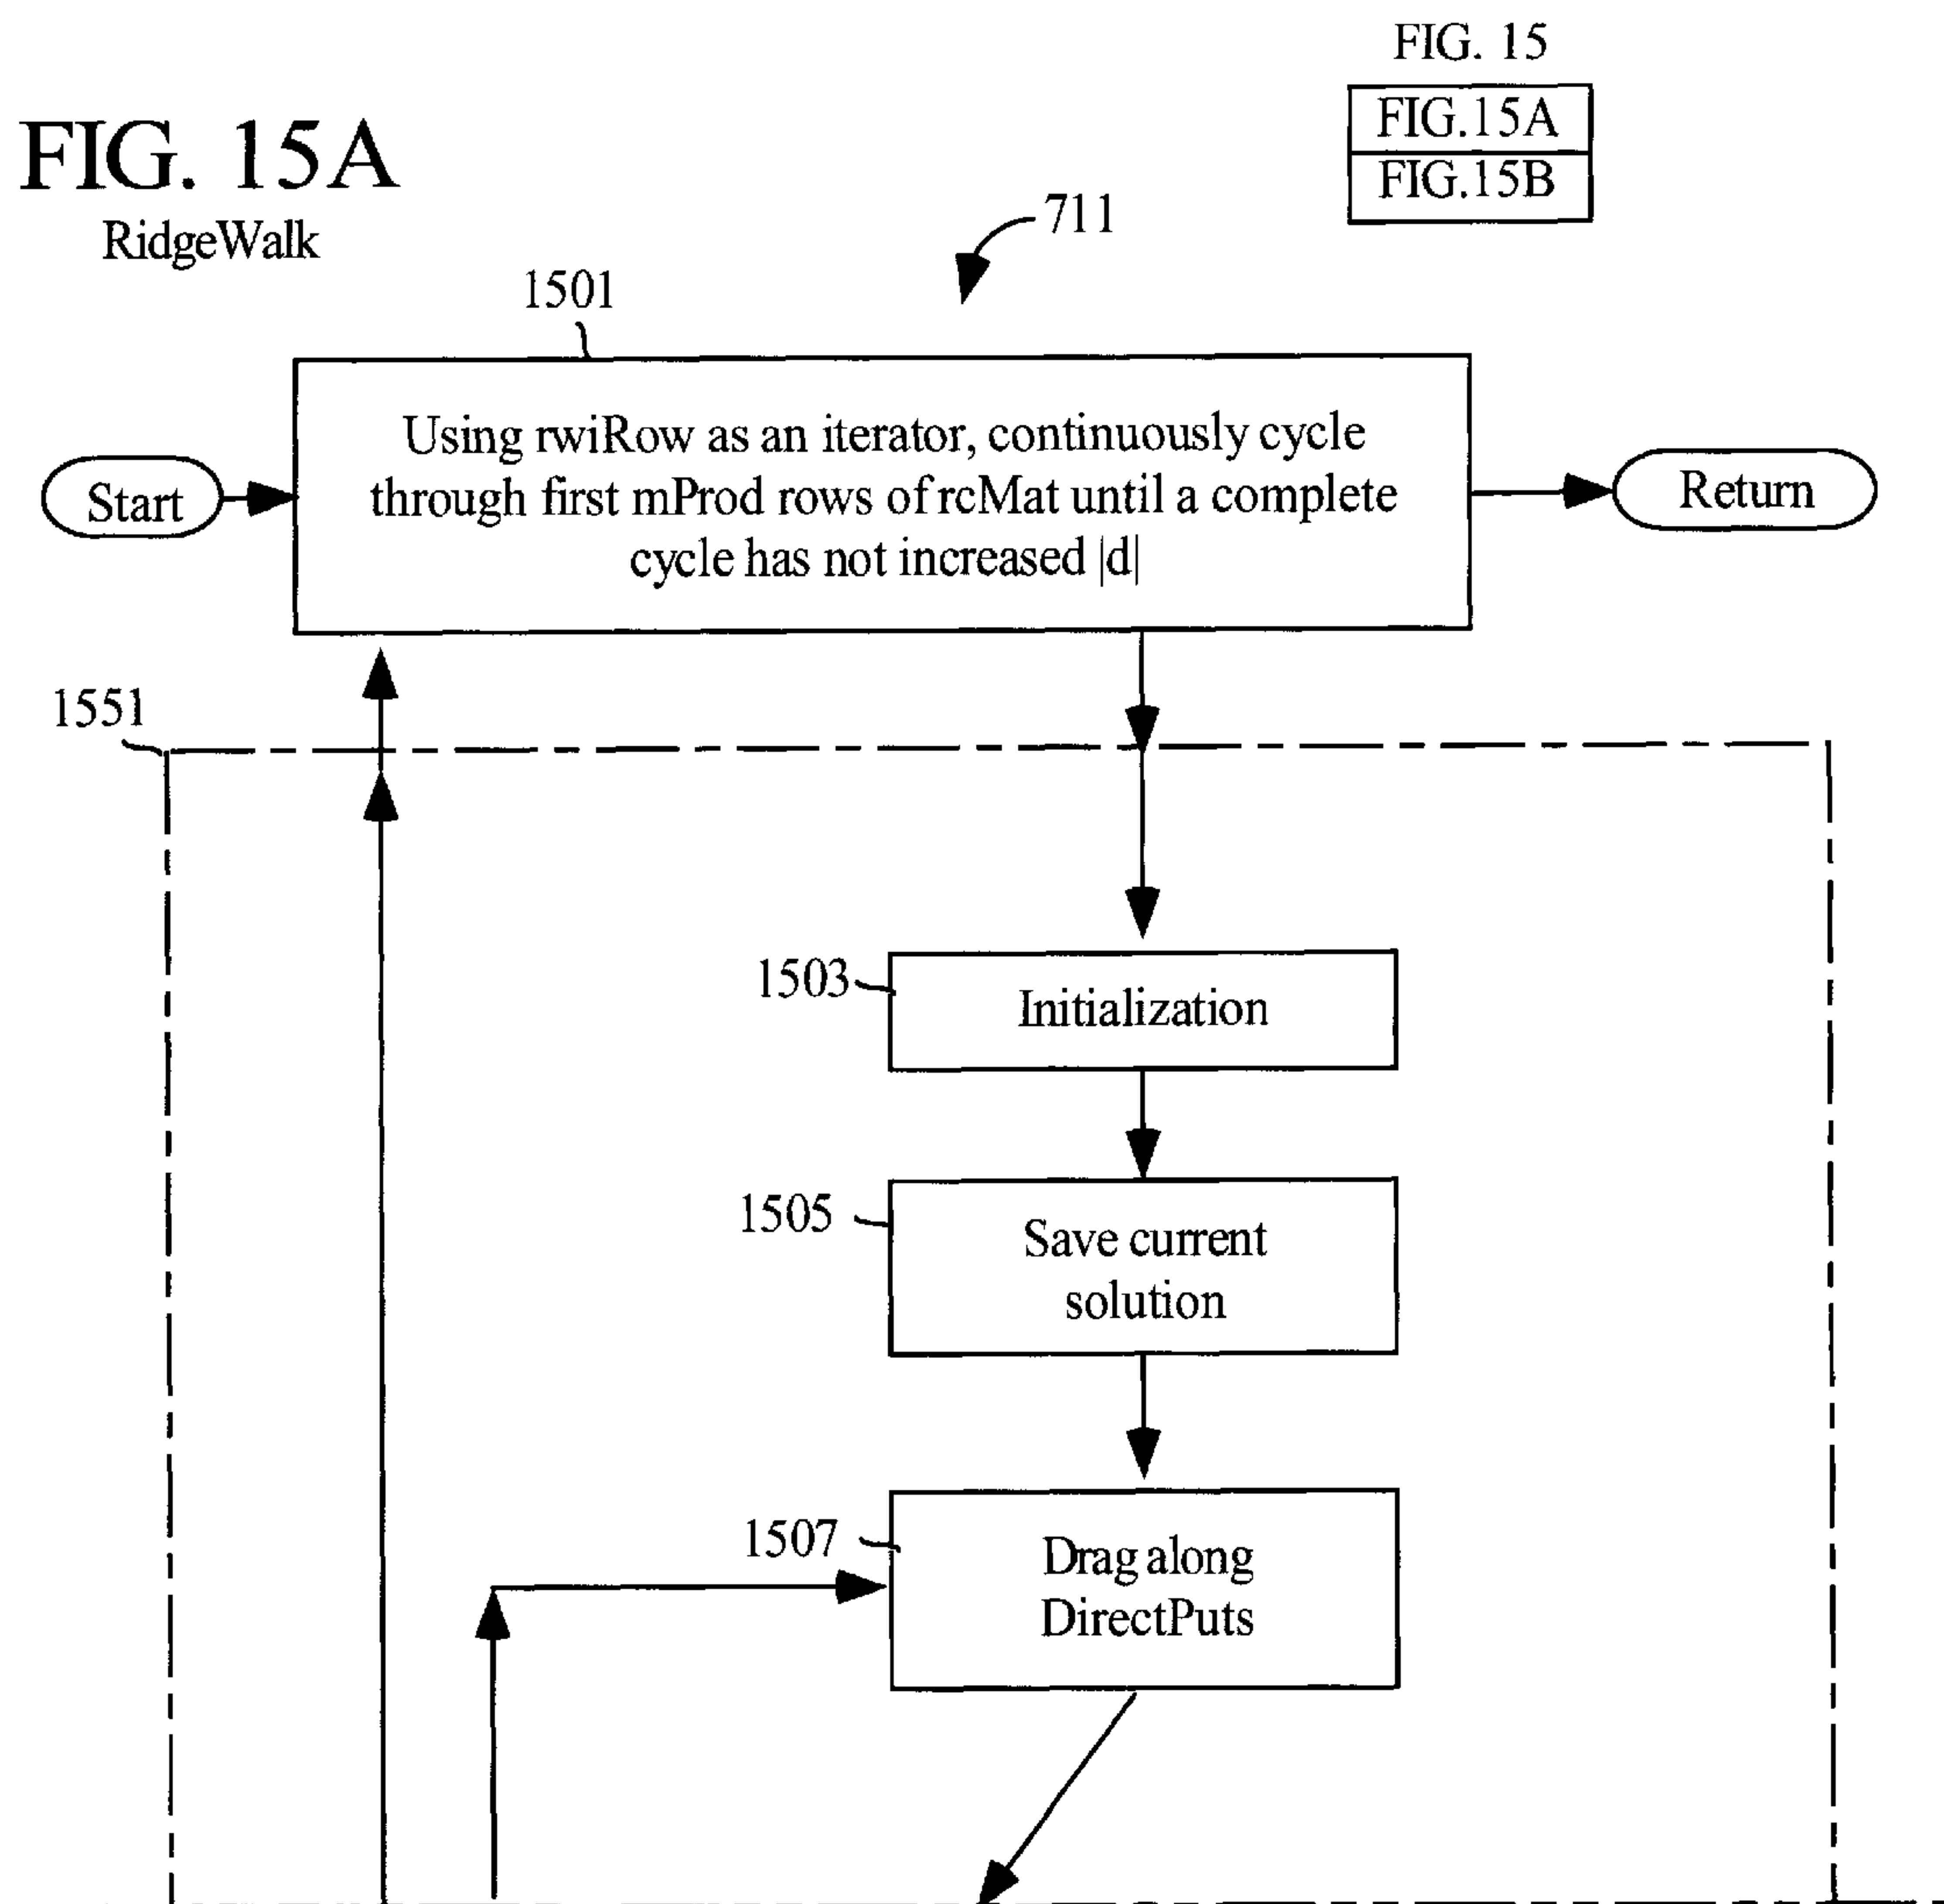 FIG. 15
FIG.15A
FIG.15B
FIG. 15A
RidgeWalk
711
1501
Using rwiRow as an iterator, continuously cycle
through first mProd rows of rcMat until a complete
cycle has not increased |d|
Start
Return
1551
1503
Initialization
1505
Save current
solution
1507
Drag along
DirectPuts